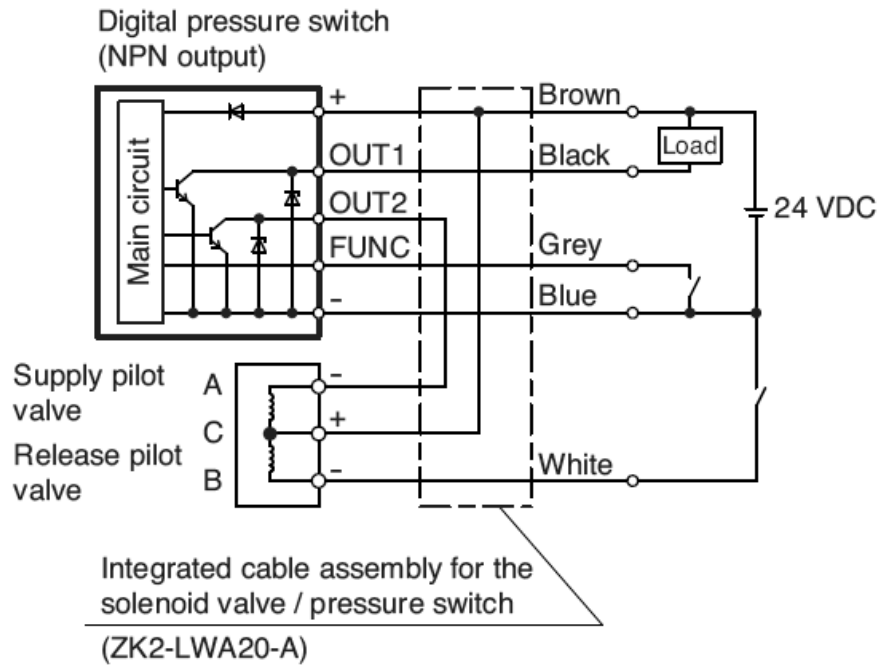 Digital pressure switch
(NPN output)
Main circuit
+
OUT1
OUT2
FUNC
-
Brown
Black
Grey
Blue
Load
24 VDC
Supply pilot
valve
Release pilot
valve
A
C
B
-
+
-
White
Integrated cable assembly for the
solenoid valve / pressure switch
(ZK2-LWA20-A)